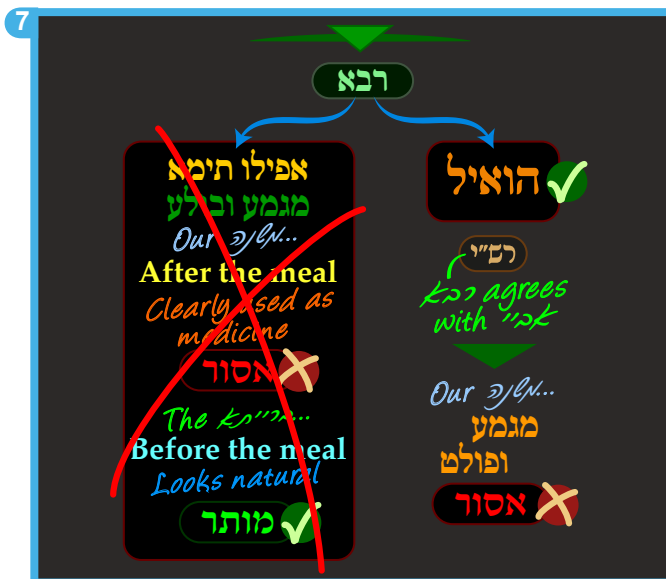 7
רבא
אפילו תימא
מגמע ובולע
Our משנה...
After the meal
Clearly used as
medicine
אסור
The ברייתא...
Before the meal
Looks natural
מותר
הואיל
רש"י
רבא agrees
with אביי
Our משנה...
מגמע
ופולט
אסור